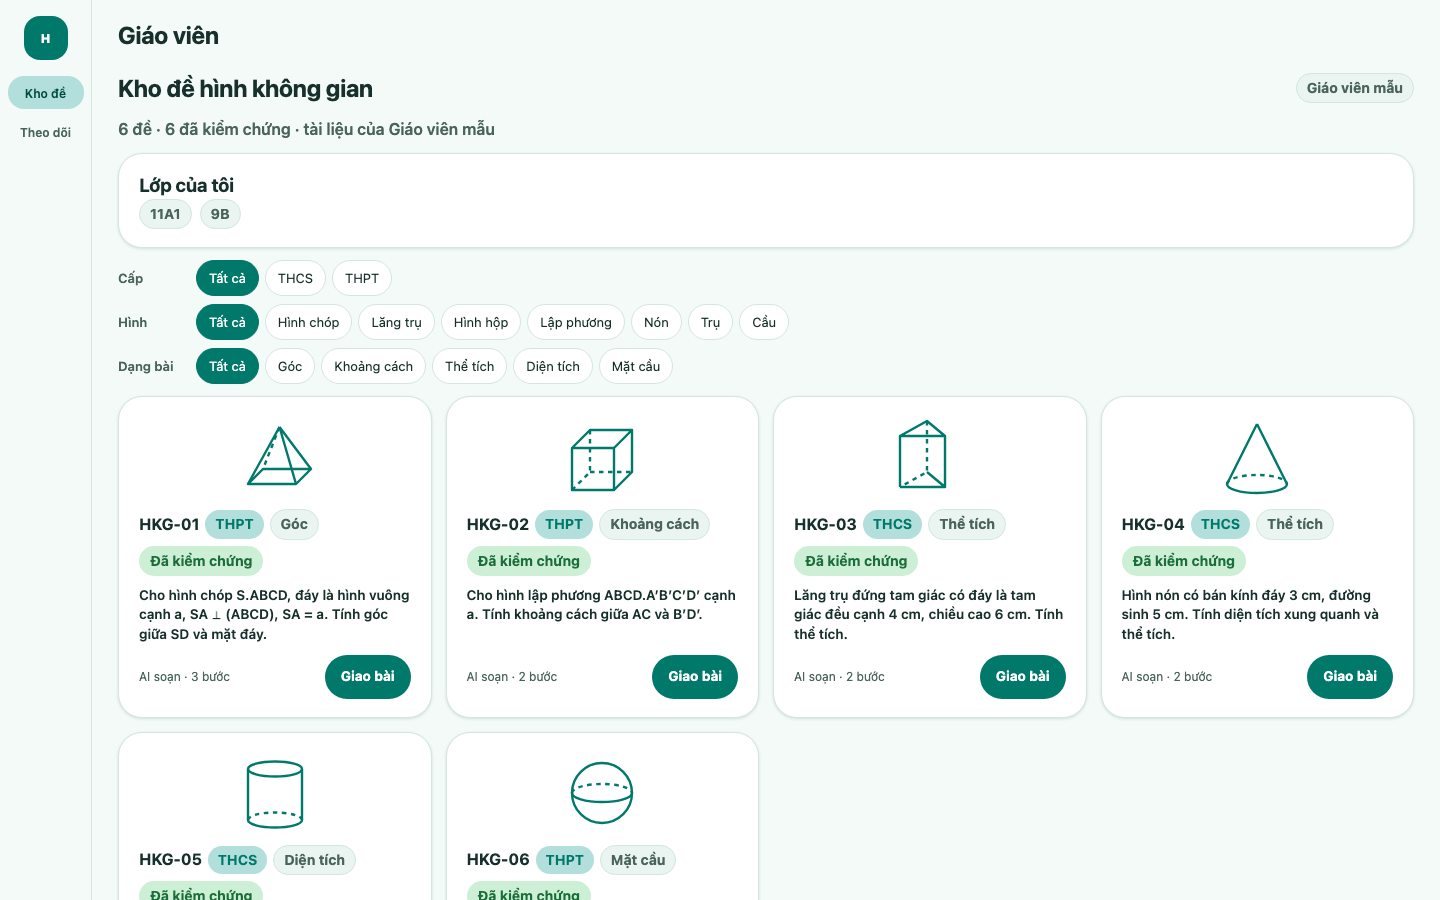 H
Kho đề
Theo dõi
Giáo viên
Kho đề hình không gian
Giáo viên mẫu
6 đề · 6 đã kiểm chứng · tài liệu của Giáo viên mẫu
Lớp của tôi
11A1 9B
Cấp Tất cả THCS THPT
Hình Tất cả Hình chóp Lăng trụ Hình hộp Lập phương Nón Trụ Cầu
Dạng bài Tất cả Góc Khoảng cách Thể tích Diện tích Mặt cầu
HKG-01 THPT Góc
Đã kiểm chứng
Cho hình chóp S.ABCD, đáy là hình vuông
cạnh a, SA ⊥ (ABCD), SA = a. Tính góc
giữa SD và mặt đáy.
AI soạn · 3 bước Giao bài
HKG-02 THPT Khoảng cách
Đã kiểm chứng
Cho hình lập phương ABCD.A′B′C′D′ cạnh
a. Tính khoảng cách giữa AC và B′D′.
AI soạn · 2 bước Giao bài
HKG-03 THCS Thể tích
Đã kiểm chứng
Lăng trụ đứng tam giác có đáy là tam
giác đều cạnh 4 cm, chiều cao 6 cm. Tính
thể tích.
AI soạn · 2 bước Giao bài
HKG-04 THCS Thể tích
Đã kiểm chứng
Hình nón có bán kính đáy 3 cm, đường
sinh 5 cm. Tính diện tích xung quanh và
thể tích.
AI soạn · 2 bước Giao bài
HKG-05 THCS Diện tích
Đã kiểm chứng
HKG-06 THPT Mặt cầu
Đã kiểm chứng